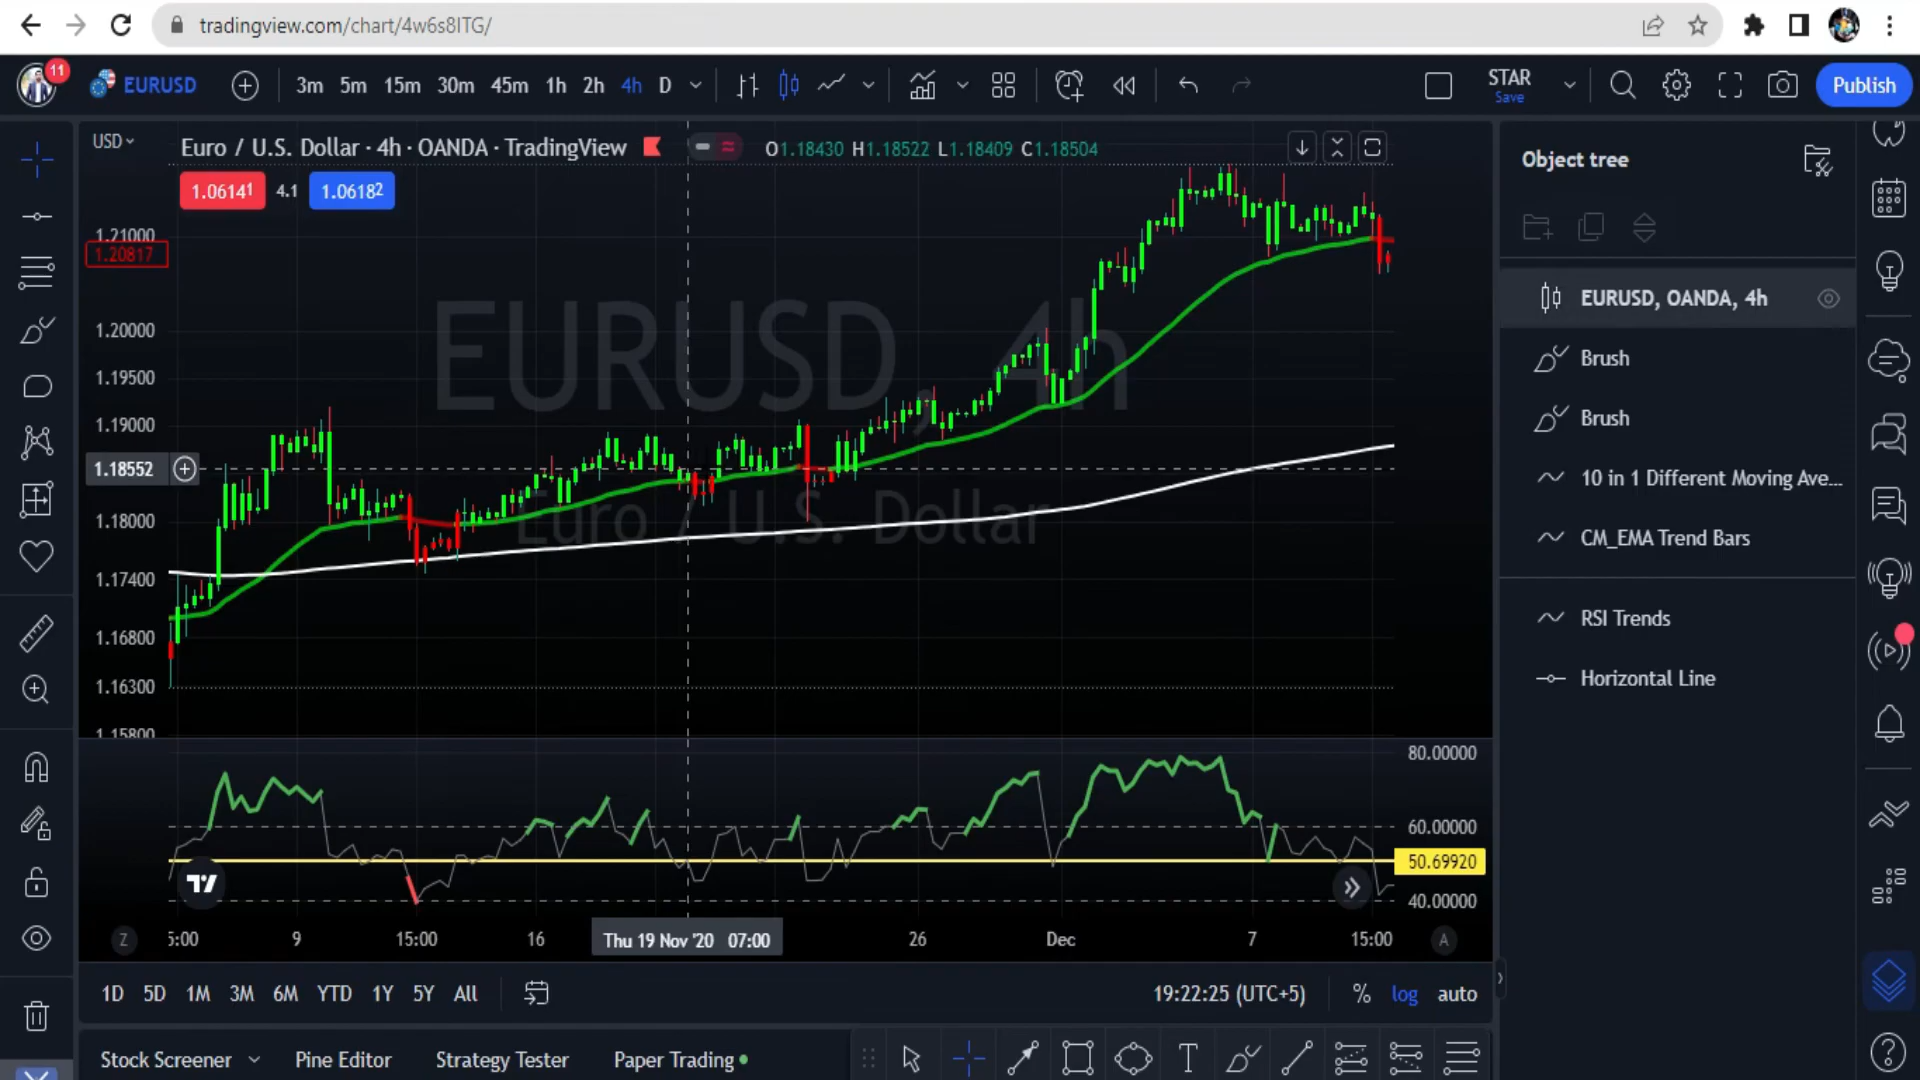 tradingview.com/chart/4w6s8ITG/
11
EURUSD
3m 5m 15m 30m 45m 1h 2h 4h D
STAR
Save
Publish
USD
Euro / U.S. Dollar · 4h · OANDA · TradingView
O1.18430 H1.18522 L1.18409 C1.18504
1.06141 4.1 1.06182
Object tree
1.21000
1.20817
1.20000
1.19500
1.19000
1.18552
1.18000
1.17400
1.16800
1.16300
1.15800
EURUSD, 4h
Euro / U.S. Dollar
EURUSD, OANDA, 4h
Brush
Brush
10 in 1 Different Moving Ave...
CM_EMA Trend Bars
RSI Trends
Horizontal Line
80.00000
60.00000
50.69920
40.00000
Z 5:00 9 15:00 16 Thu 19 Nov '20 07:00 26 Dec 7 15:00 A
1D 5D 1M 3M 6M YTD 1Y 5Y All
19:22:25 (UTC+5) % log auto
Stock Screener Pine Editor Strategy Tester Paper Trading